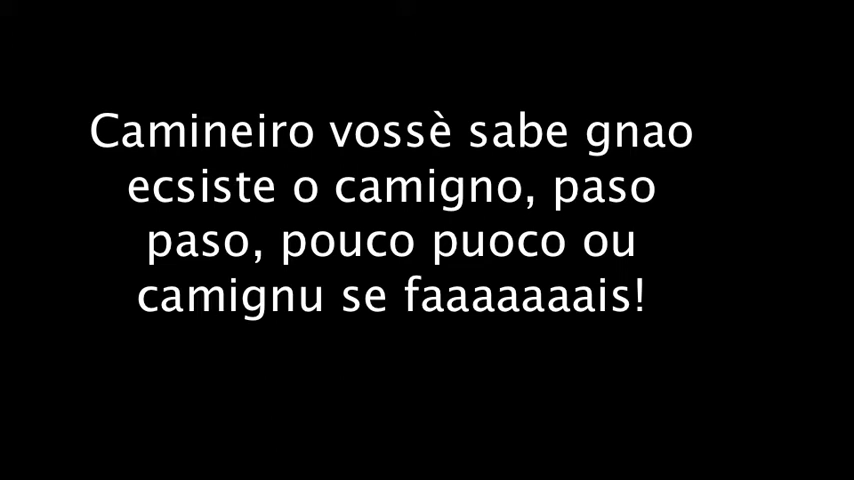 Camineiro vossè sabe gnao
ecsiste o camigno, paso
paso, pouco puoco ou
camignu se faaaaaaais!